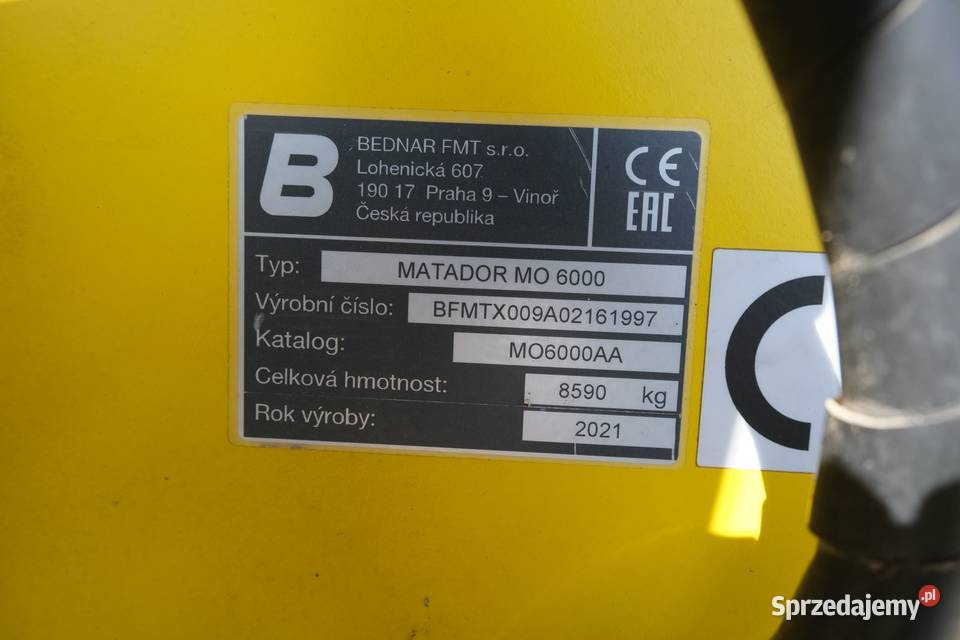 B
BEDNAR FMT s.r.o.
Lohenická 607
190 17 Praha 9 – Vinoř
Česká republika
CE
EAC
Typ: MATADOR MO 6000
Výrobní číslo: BFMTX009A02161997
Katalog: MO6000AA
Celková hmotnost: 8590 kg
Rok výroby: 2021
C
Sprzedajemy.pl